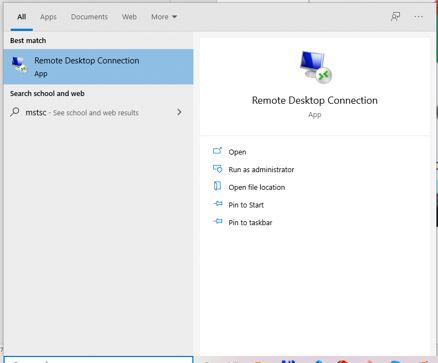 All Apps Documents Web More
Best match
Remote Desktop Connection
App
Search school and web
mstsc - See school and web results
Remote Desktop Connection
App
Open
Run as administrator
Open file location
Pin to Start
Pin to taskbar